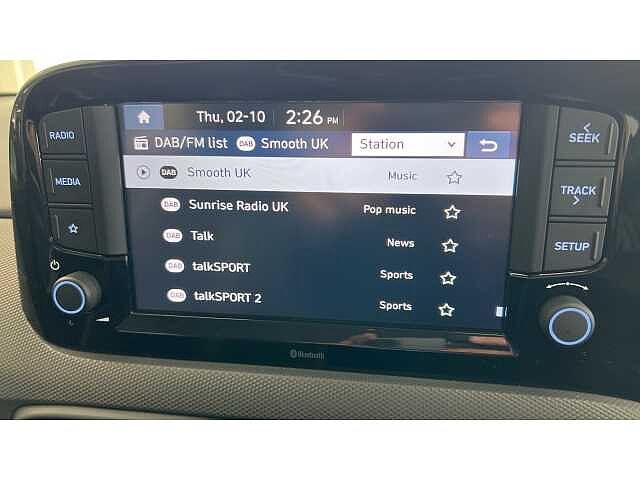 Thu, 02-10 2:26 PM
DAB/FM list DAB Smooth UK Station
DAB Smooth UK Music
DAB Sunrise Radio UK Pop music
DAB Talk News
DAB talkSPORT Sports
DAB talkSPORT 2 Sports
RADIO
MEDIA
SEEK
TRACK
SETUP
Bluetooth